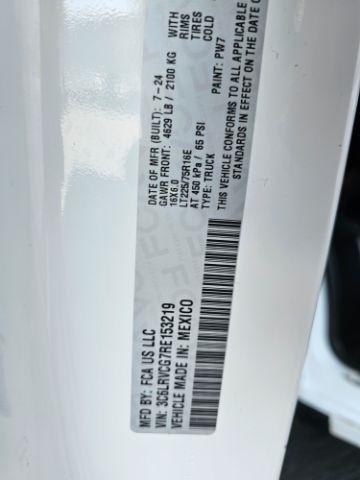 MFD BY: FCA US LLC
DATE OF MFR (BUILT): 7-24
GAWR FRONT: 4629 LB / 2100 KG WITH
16X6.0 RIMS
LT225/75R16E TIRES
AT 450 kPa / 65 PSI COLD
VIN: 3C6LRVCG7RE153219
TYPE: TRUCK
PAINT: PW7
VEHICLE MADE IN: MEXICO
THIS VEHICLE CONFORMS TO ALL APPLICABLE
STANDARDS IN EFFECT ON THE DATE O